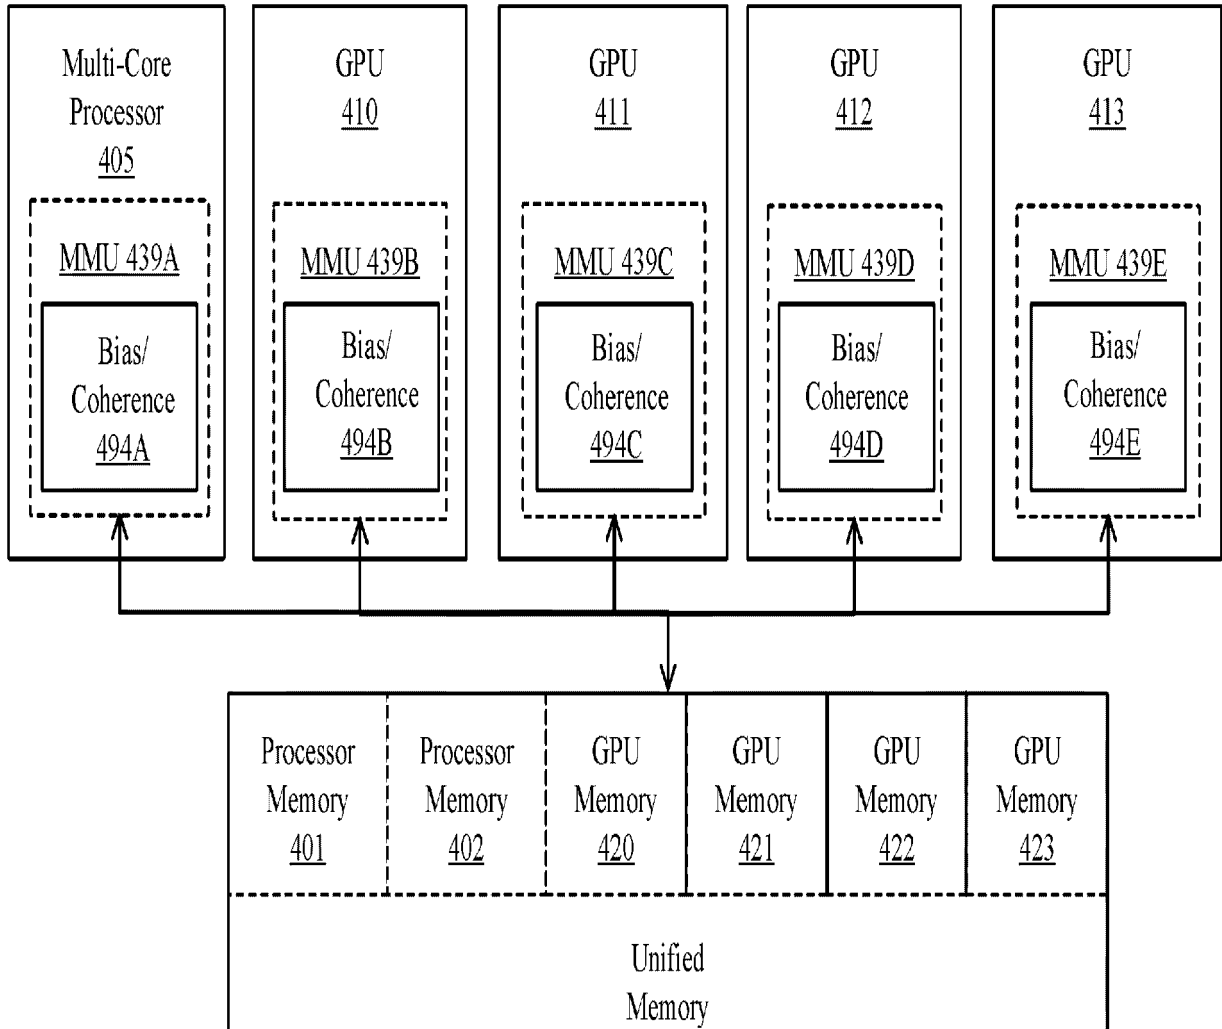 Multi-Core
Processor
405
MMU 439A
Bias/
Coherence
494A
GPU
410
MMU 439B
Bias/
Coherence
494B
GPU
411
MMU 439C
Bias/
Coherence
494C
GPU
412
MMU 439D
Bias/
Coherence
494D
GPU
413
MMU 439E
Bias/
Coherence
494E
Processor
Memory
401
Processor
Memory
402
GPU
Memory
420
GPU
Memory
421
GPU
Memory
422
GPU
Memory
423
Unified
Memory